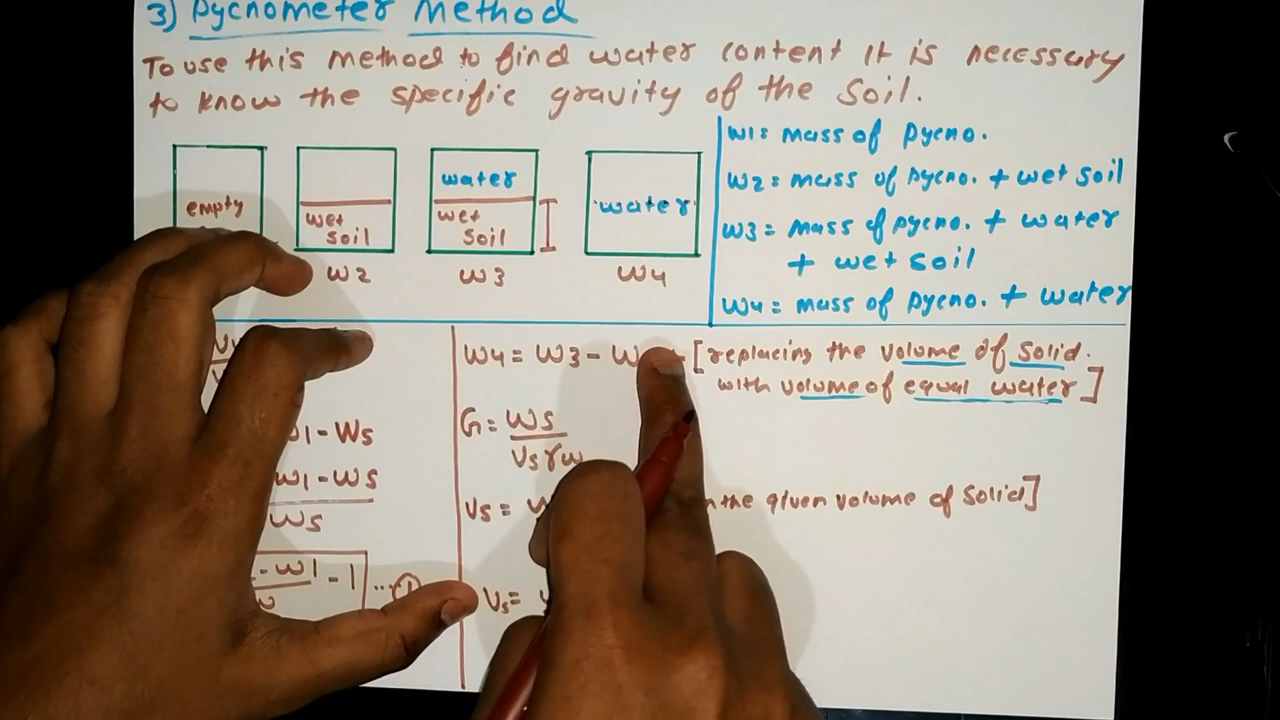 3) Pycnometer Method
To use this method to find water content it is necessary
to know the specific gravity of the soil.
empty
wet
soil
W2
water
wet
soil
W3
water
W4
W1= mass of Pycno.
W2= mass of Pycno. + wet soil
W3= mass of pycno. + water
+ wet soil
W4= mass of Pycno. + water
- Ws
W1 - Ws
Ws
- W1 - 1 ...①
W4 = W3 - W [replacing the volume of solid.
with volume of equal water]
G = Ws
Vsγw
Vs =
the given volume of solid]
Vs=